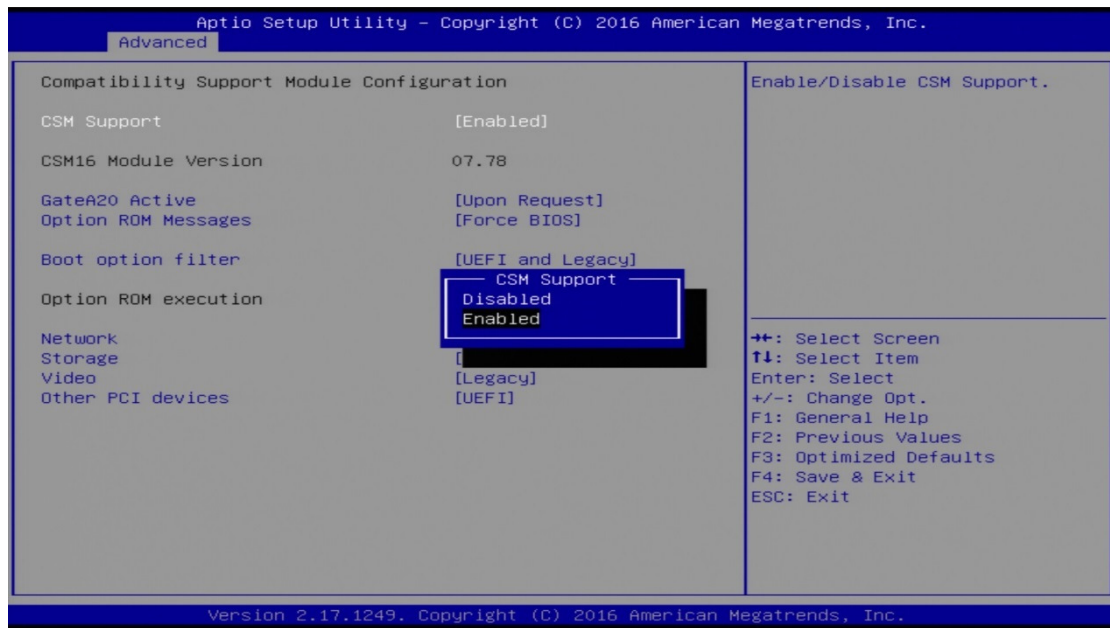 Aptio Setup Utility – Copyright (C) 2016 American Megatrends, Inc.
Advanced
Compatibility Support Module Configuration
CSM Support [Enabled]
CSM16 Module Version 07.78
GateA20 Active [Upon Request]
Option ROM Messages [Force BIOS]
Boot option filter [UEFI and Legacy]
Option ROM execution
Network
Storage [
Video [Legacy]
Other PCI devices [UEFI]
CSM Support
Disabled
Enabled
Enable/Disable CSM Support.
→←: Select Screen
↑↓: Select Item
Enter: Select
+/-: Change Opt.
F1: General Help
F2: Previous Values
F3: Optimized Defaults
F4: Save & Exit
ESC: Exit
Version 2.17.1249. Copyright (C) 2016 American Megatrends, Inc.